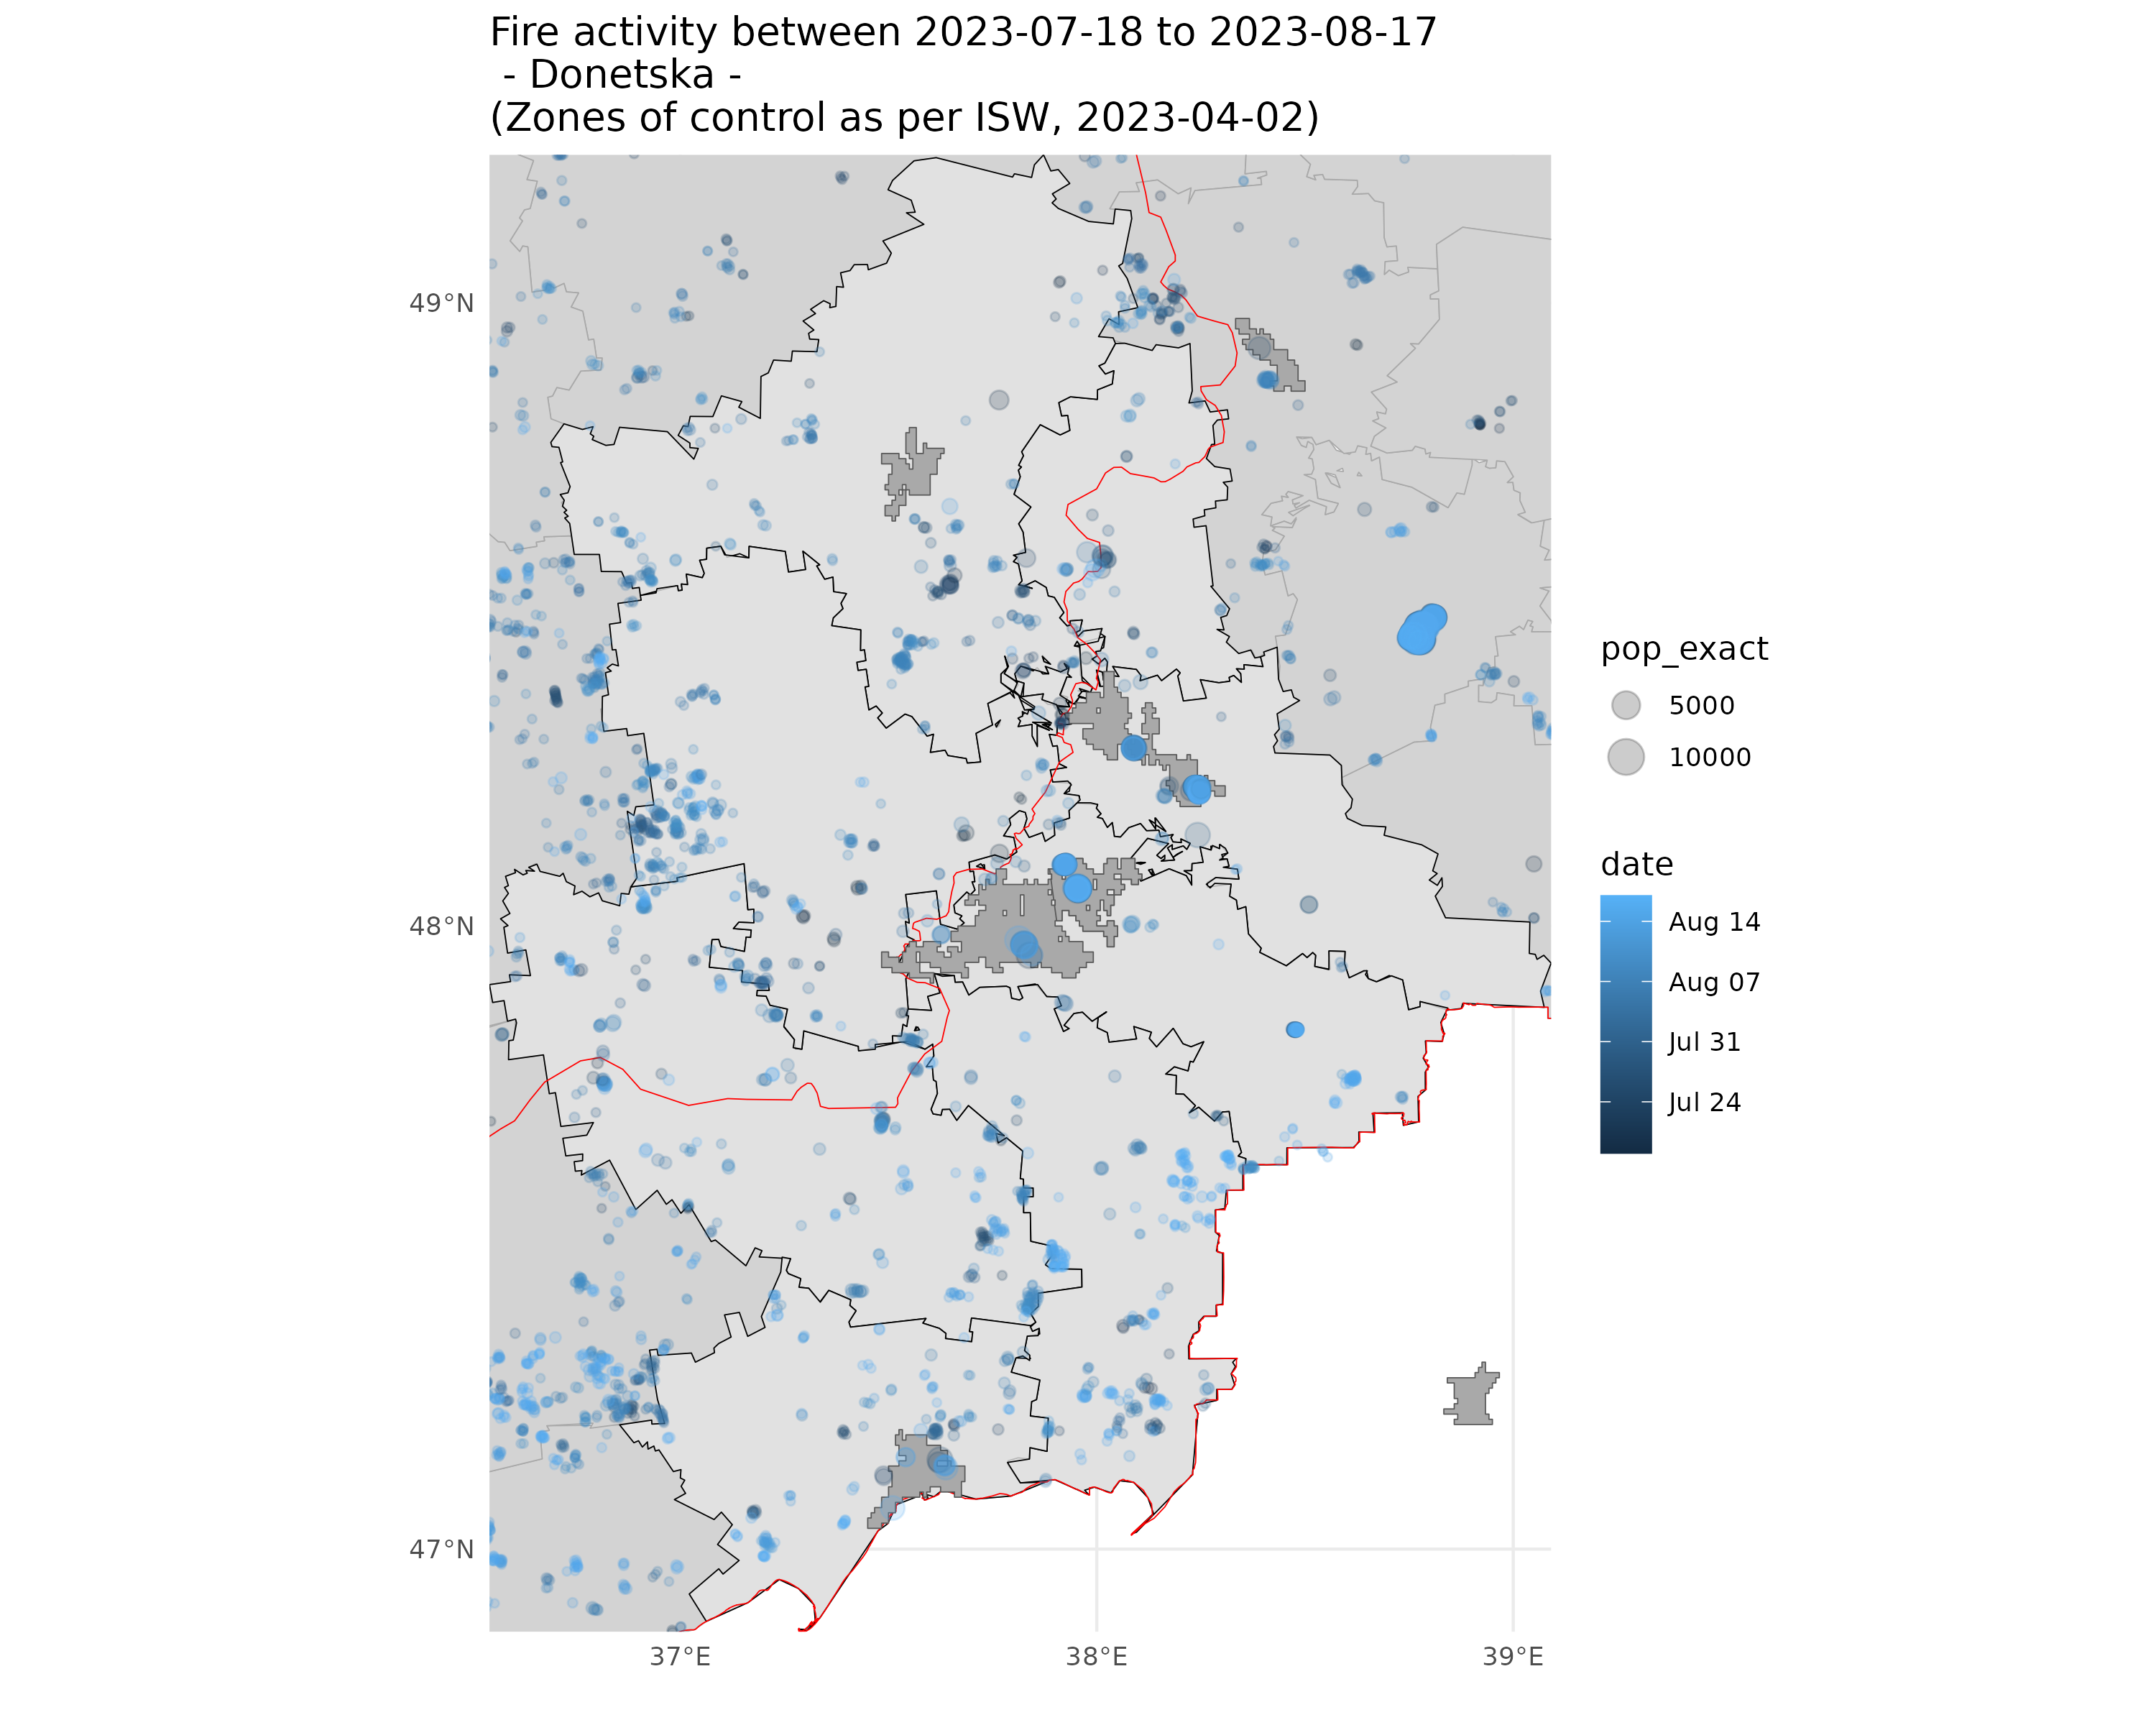 Fire activity between 2023-07-18 to 2023-08-17
- Donetska -
(Zones of control as per ISW, 2023-04-02)
49°N
48°N
47°N
37°E
38°E
39°E
pop_exact
5000
10000
date
Aug 14
Aug 07
Jul 31
Jul 24